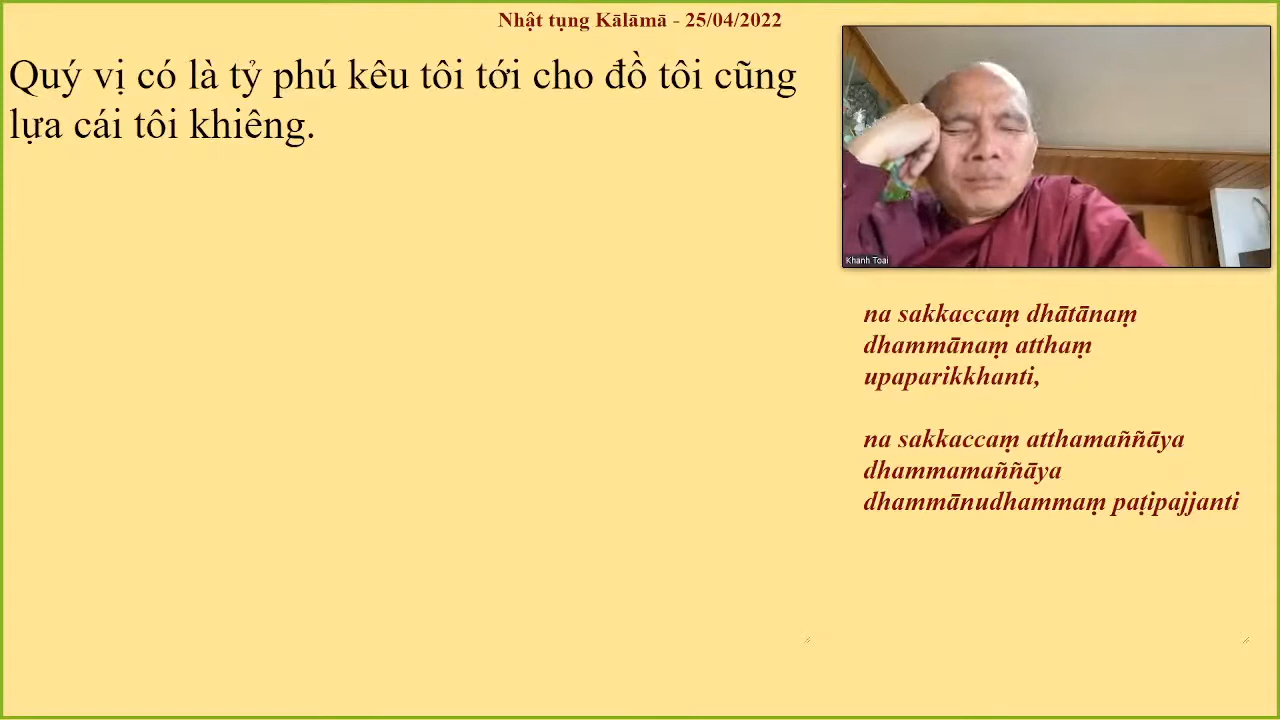 Nhật tụng Kālāmā - 25/04/2022
Quý vị có là tỷ phú kêu tôi tới cho đồ tôi cũng
lựa cái tôi khiêng.
Khanh Toai
na sakkaccaṃ dhātānaṃ
dhammānaṃ atthaṃ
upaparikkhanti,
na sakkaccaṃ atthamaññāya
dhammamaññāya
dhammānudhammaṃ paṭipajjanti